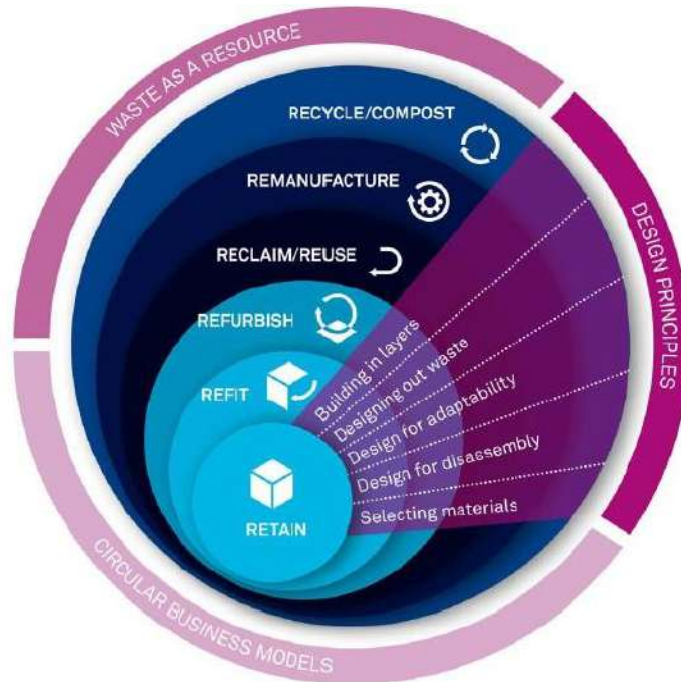 WASTE AS A RESOURCE
DESIGN PRINCIPLES
CIRCULAR BUSINESS MODELS
RECYCLE/COMPOST
REMANUFACTURE
RECLAIM/REUSE
REFURBISH
REFIT
RETAIN
Building in layers
Designing out waste
Design for adaptability
Design for disassembly
Selecting materials